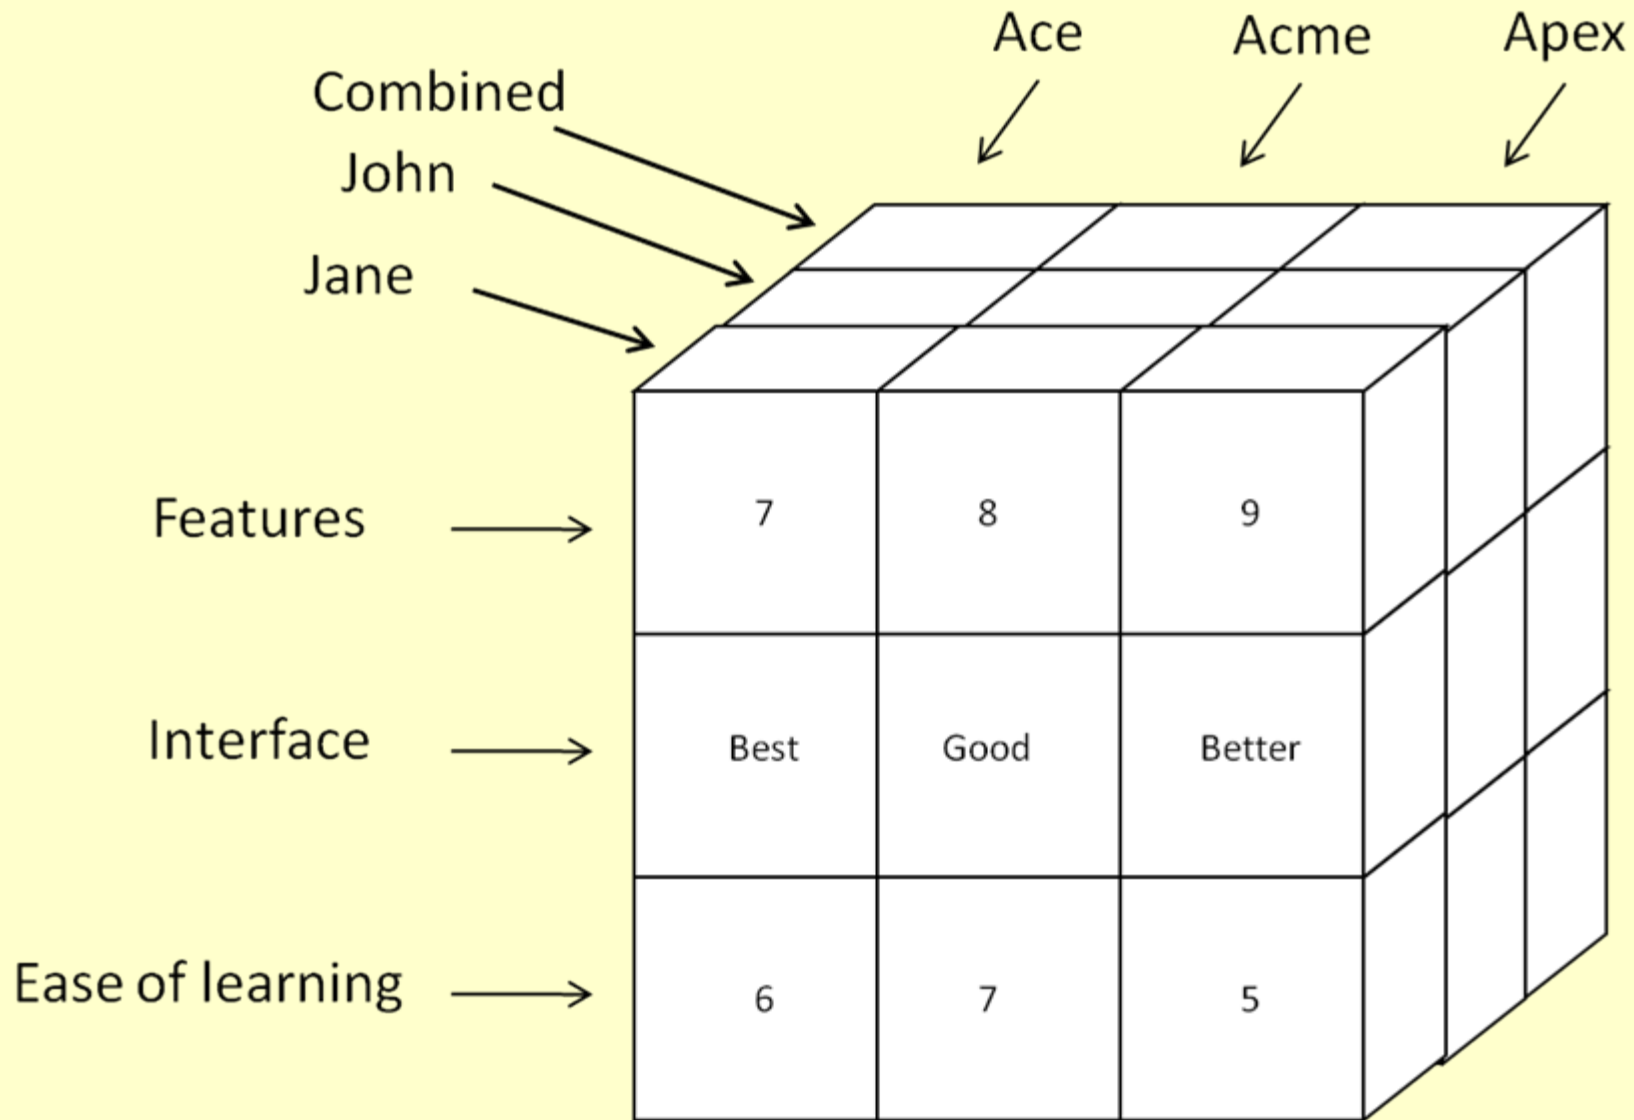 Ace Acme Apex
Combined
John
Jane
Features 7 8 9
Interface Best Good Better
Ease of learning 6 7 5